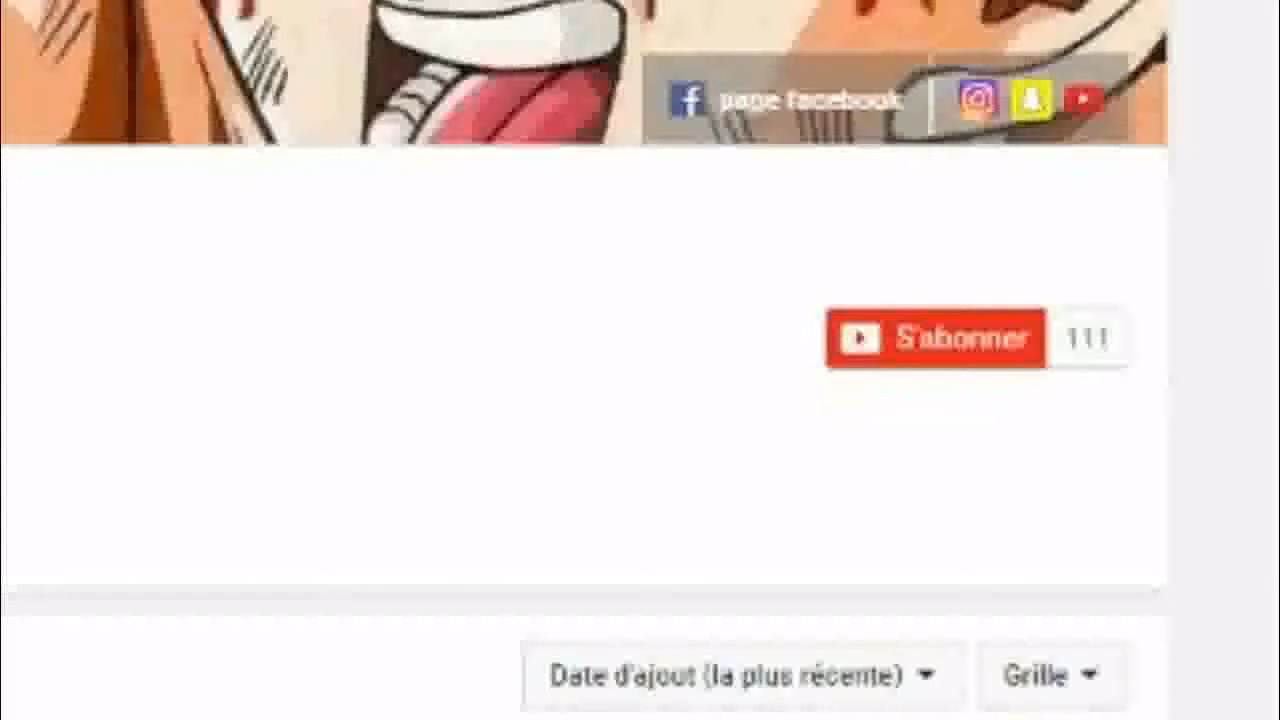 page facebook
S'abonner 111
Date d'ajout (la plus récente) Grille